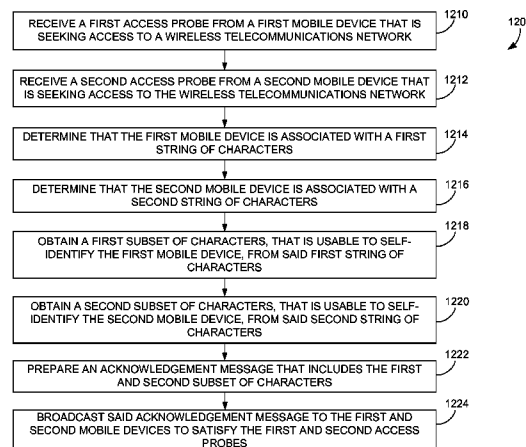 RECEIVE A FIRST ACCESS PROBE FROM A FIRST MOBILE DEVICE THAT IS
SEEKING ACCESS TO A WIRELESS TELECOMMUNICATIONS NETWORK
1210
120
RECEIVE A SECOND ACCESS PROBE FROM A SECOND MOBILE DEVICE THAT
IS SEEKING ACCESS TO THE WIRELESS TELECOMMUNICATIONS NETWORK
1212
DETERMINE THAT THE FIRST MOBILE DEVICE IS ASSOCIATED WITH A FIRST
STRING OF CHARACTERS
1214
DETERMINE THAT THE SECOND MOBILE DEVICE IS ASSOCIATED WITH A
SECOND STRING OF CHARACTERS
1216
OBTAIN A FIRST SUBSET OF CHARACTERS, THAT IS USABLE TO SELF-
IDENTIFY THE FIRST MOBILE DEVICE, FROM SAID FIRST STRING OF
CHARACTERS
1218
OBTAIN A SECOND SUBSET OF CHARACTERS, THAT IS USABLE TO SELF-
IDENTIFY THE SECOND MOBILE DEVICE, FROM SAID SECOND STRING OF
CHARACTERS
1220
PREPARE AN ACKNOWLEDGEMENT MESSAGE THAT INCLUDES THE FIRST
AND SECOND SUBSET OF CHARACTERS
1222
BROADCAST SAID ACKNOWLEDGEMENT MESSAGE TO THE FIRST AND
SECOND MOBILE DEVICES TO SATISFY THE FIRST AND SECOND ACCESS
PROBES
1224